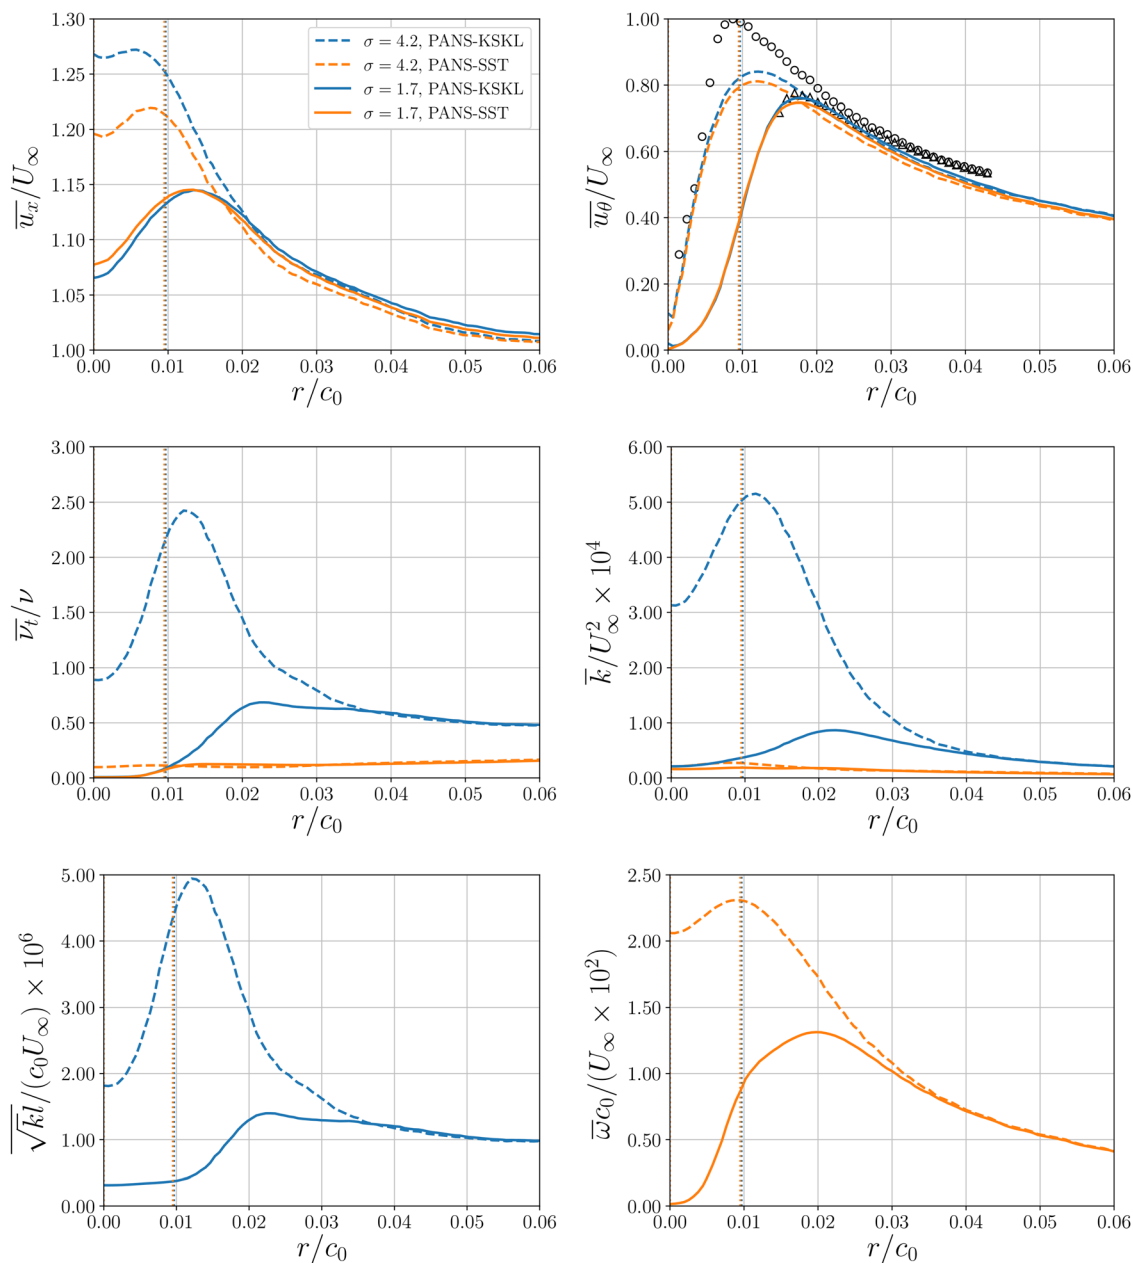 1.30
1.25
1.20
1.15
1.10
1.05
1.00
u̅ₓ/U∞
0.00 0.01 0.02 0.03 0.04 0.05 0.06
r/c₀
σ = 4.2, PANS-KSKL
σ = 4.2, PANS-SST
σ = 1.7, PANS-KSKL
σ = 1.7, PANS-SST
1.00
0.80
0.60
0.40
0.20
0.00
u̅_θ/U∞
0.00 0.01 0.02 0.03 0.04 0.05 0.06
r/c₀
3.00
2.50
2.00
1.50
1.00
0.50
0.00
ν̅ₜ/ν
0.00 0.01 0.02 0.03 0.04 0.05 0.06
r/c₀
6.00
5.00
4.00
3.00
2.00
1.00
0.00
k̅/U²∞ × 10⁴
0.00 0.01 0.02 0.03 0.04 0.05 0.06
r/c₀
5.00
4.00
3.00
2.00
1.00
0.00
√k̅l̅/(c₀U∞) × 10⁶
0.00 0.01 0.02 0.03 0.04 0.05 0.06
r/c₀
2.50
2.00
1.50
1.00
0.50
0.00
ω̅c₀/(U∞ × 10²)
0.00 0.01 0.02 0.03 0.04 0.05 0.06
r/c₀